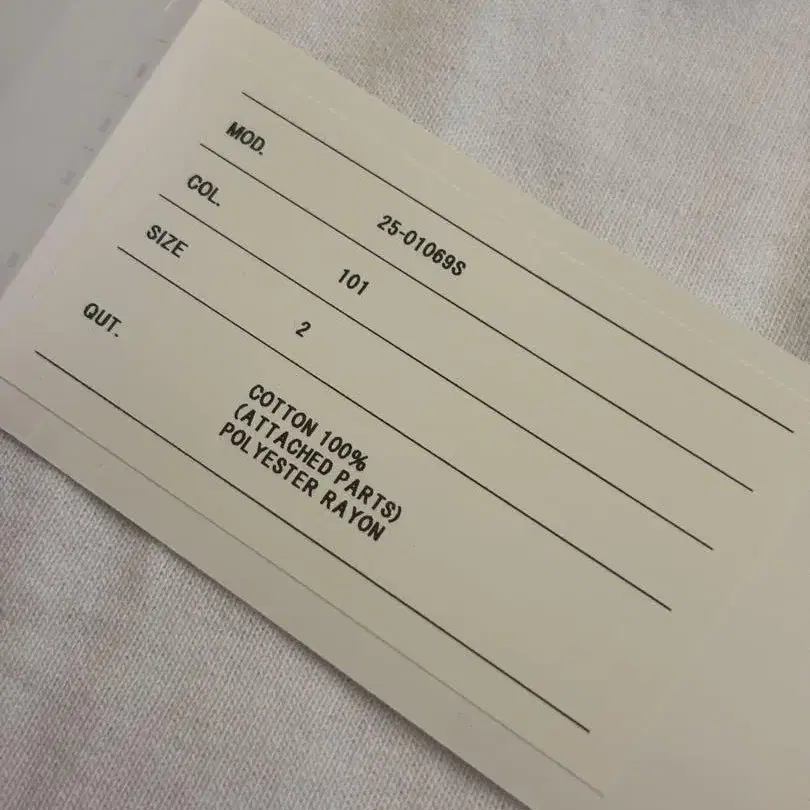 MOD. 25-01069S
COL. 101
SIZE 2
QUT. COTTON 100%
(ATTACHED PARTS)
POLYESTER RAYON